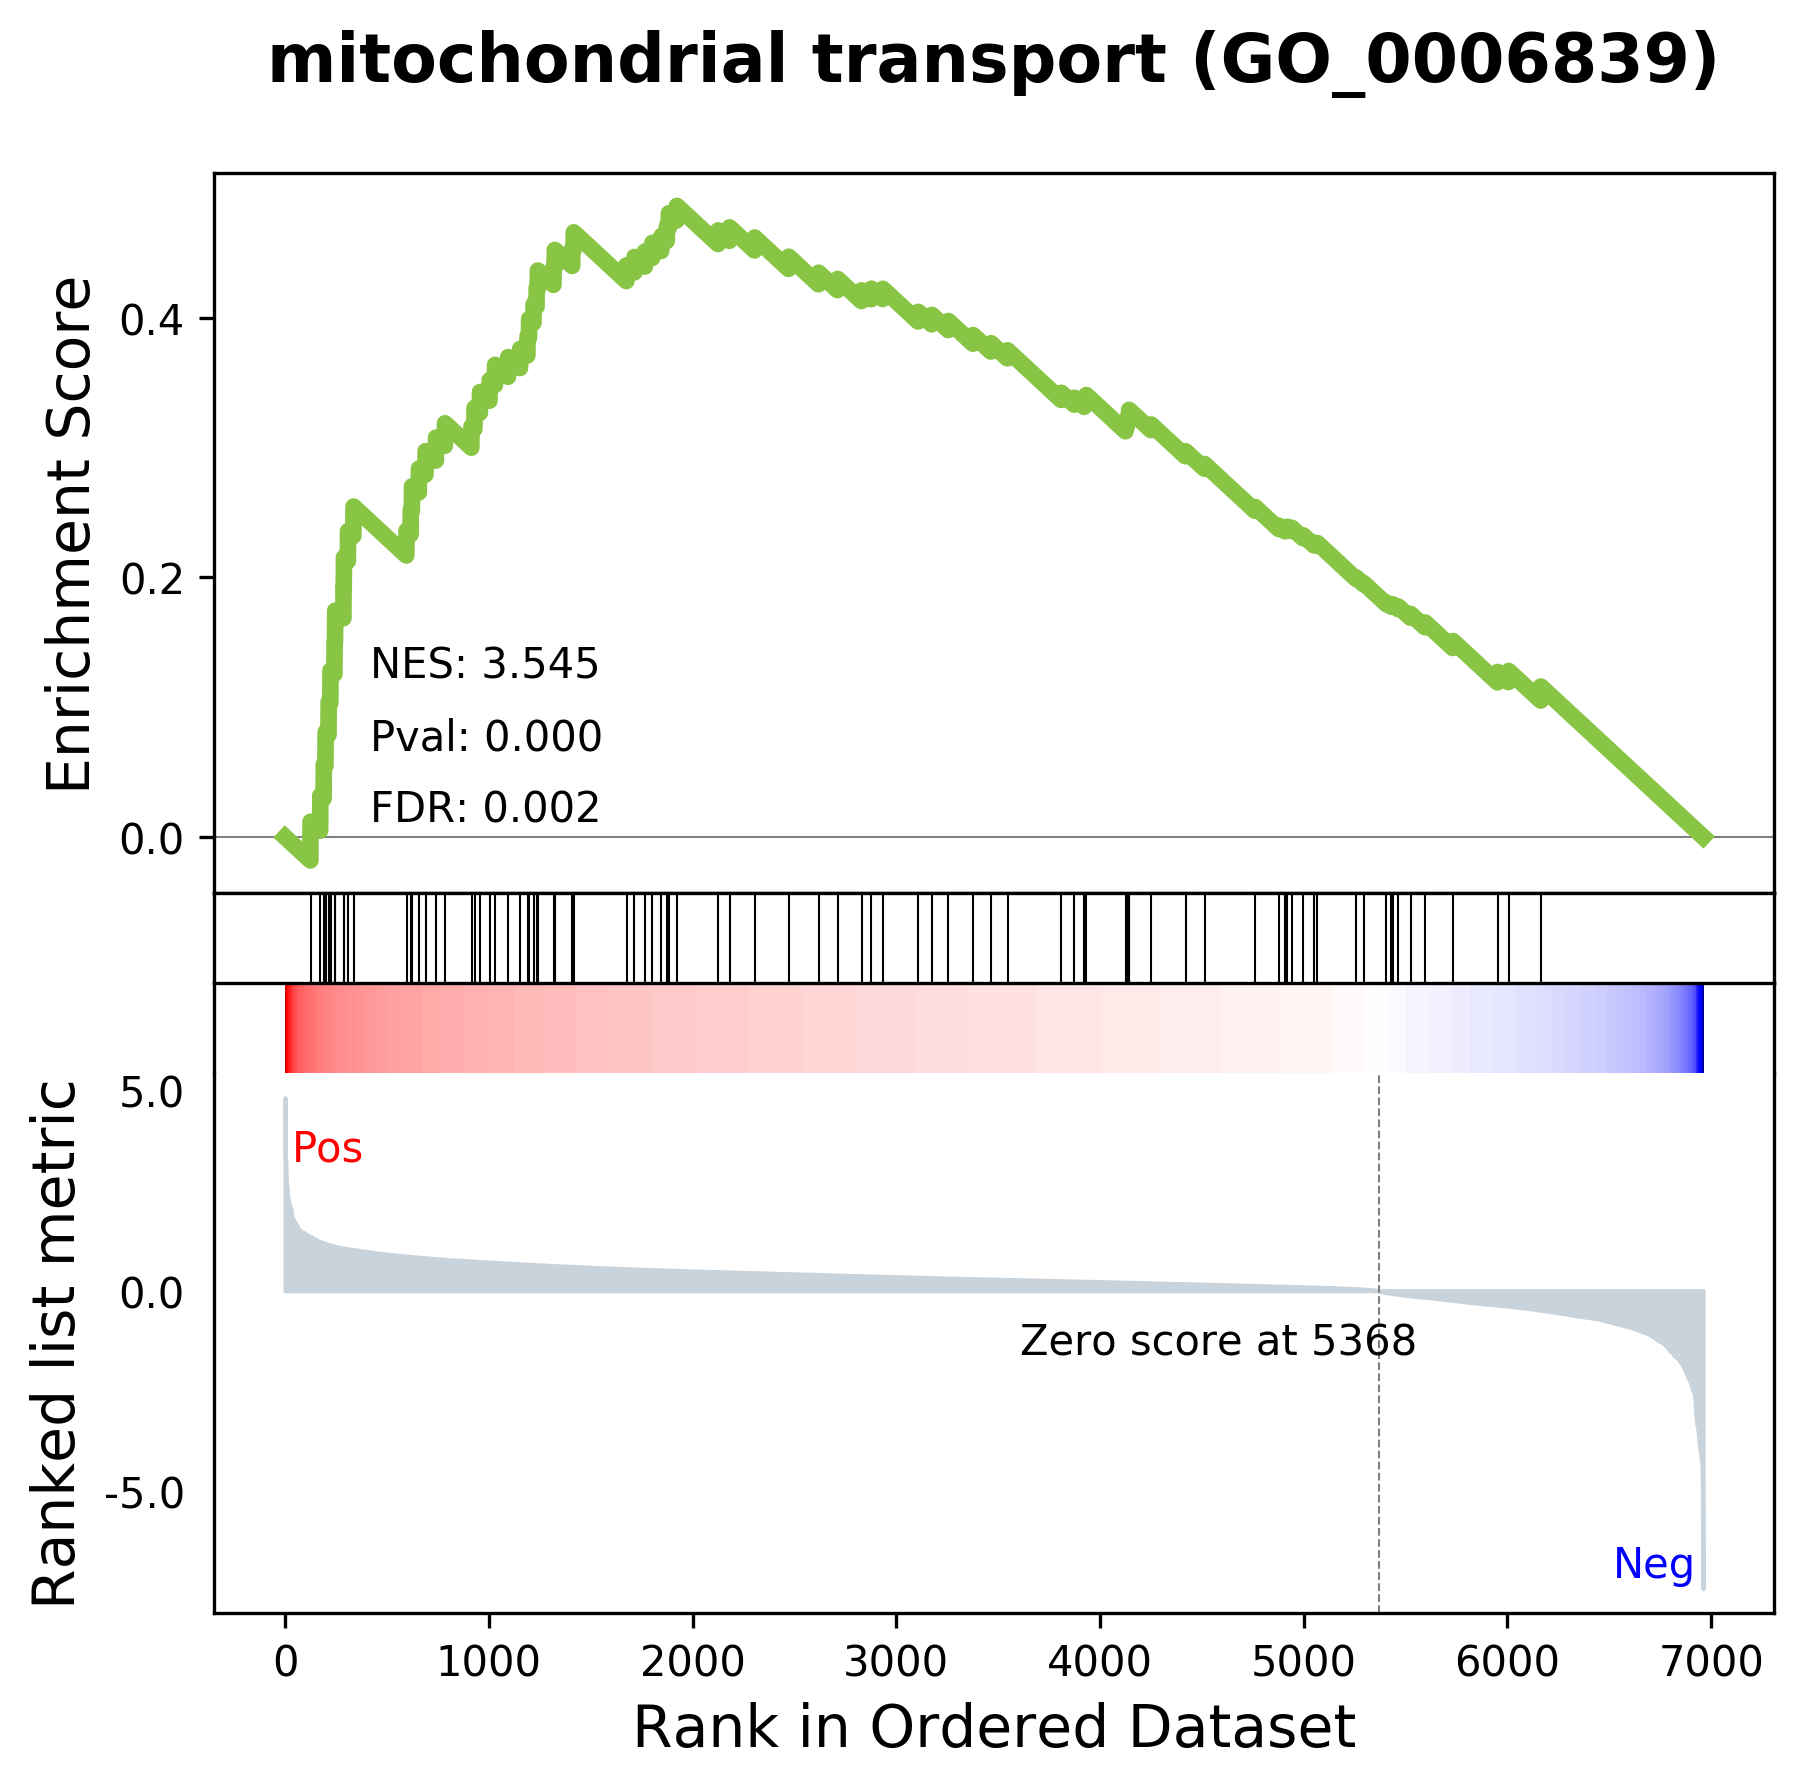 mitochondrial transport (GO_0006839)
Enrichment Score
0.4
0.2
0.0
NES: 3.545
Pval: 0.000
FDR: 0.002
Ranked list metric
5.0
0.0
-5.0
Pos
Zero score at 5368
Neg
0 1000 2000 3000 4000 5000 6000 7000
Rank in Ordered Dataset